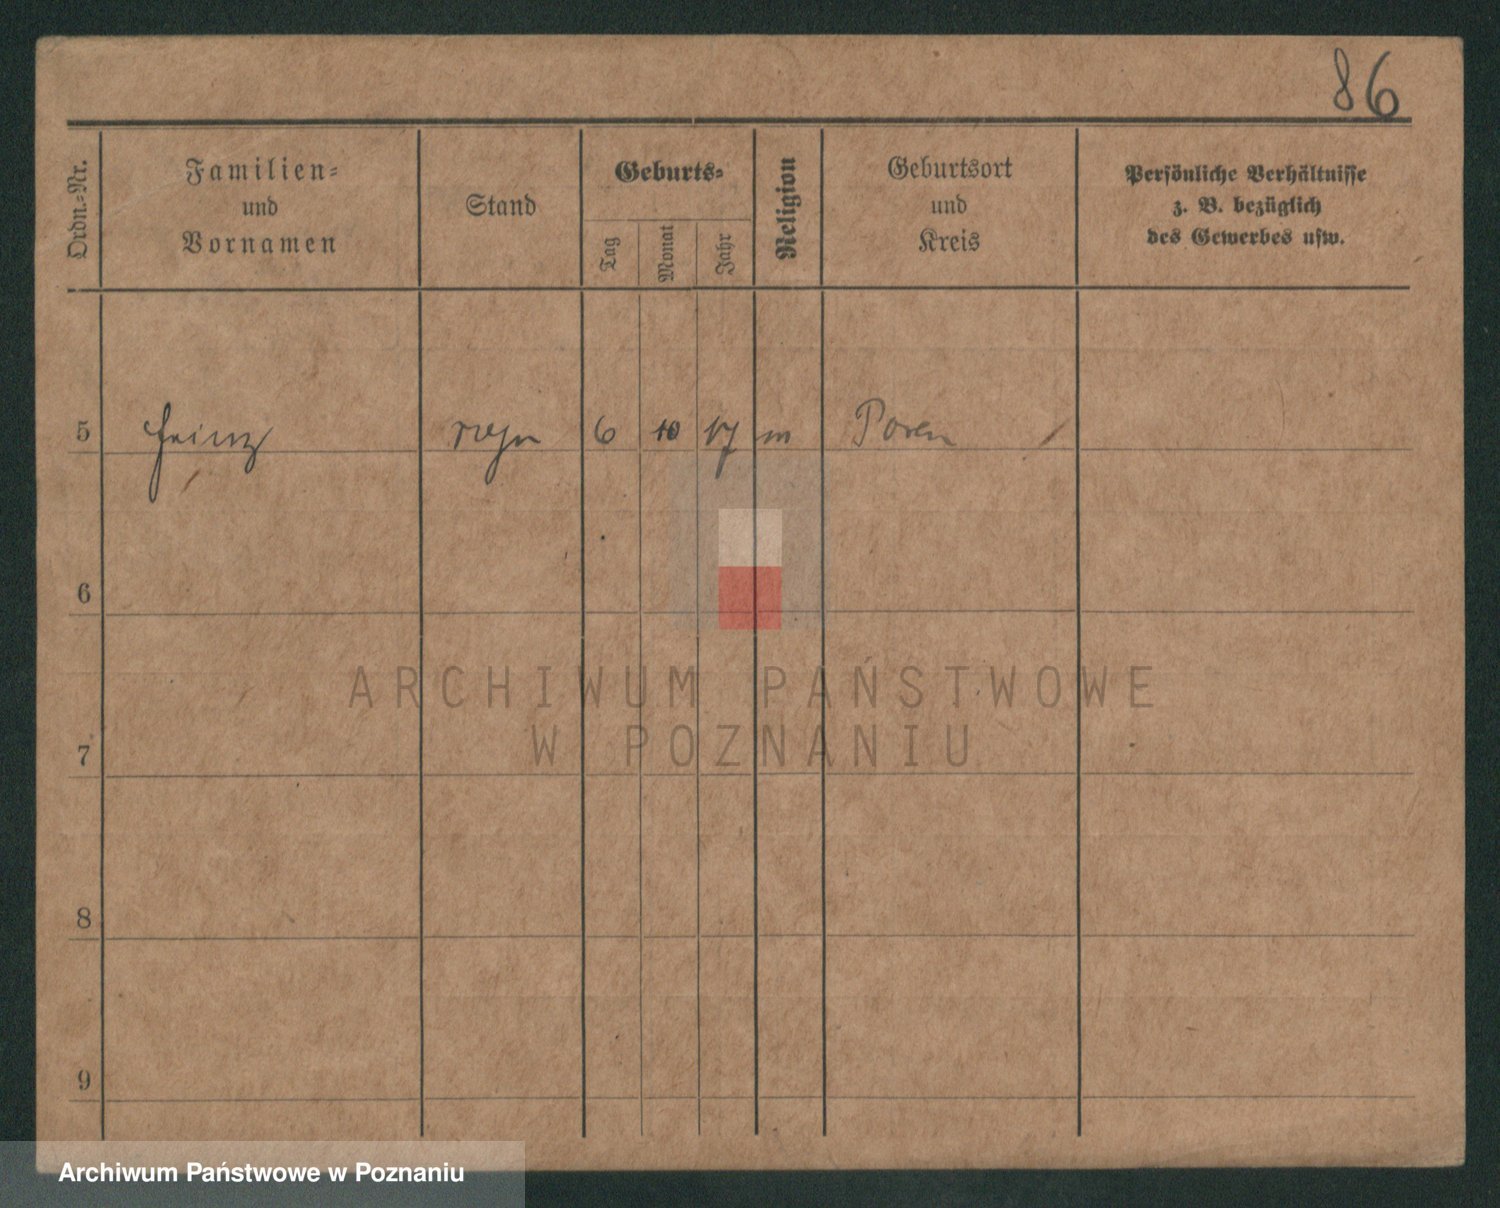 86
Ordn.-Nr.
Familien-
und
Vornamen
Stand
Geburts-
Tag
Monat
Jahr
Religion
Geburtsort
und
Kreis
Persönliche Verhältnisse
z. B. bezüglich
des Gewerbes usw.
5 Heinz 6 10 17 Posen
6
7
8
9
ARCHIWUM PAŃSTWOWE
W POZNANIU
Archiwum Państwowe w Poznaniu